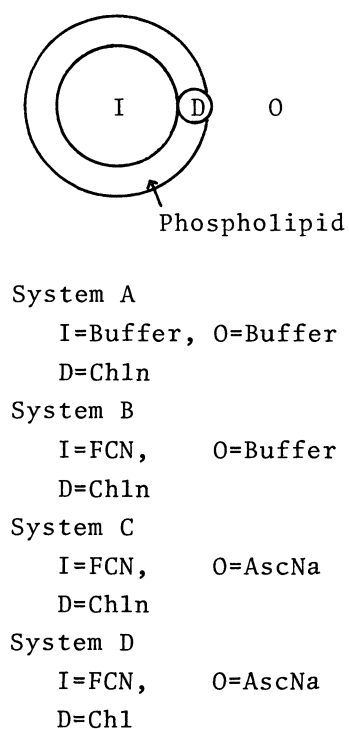 I D O
Phospholipid
System A
I=Buffer, O=Buffer
D=Chln
System B
I=FCN, O=Buffer
D=Chln
System C
I=FCN, O=AscNa
D=Chln
System D
I=FCN, O=AscNa
D=Chl